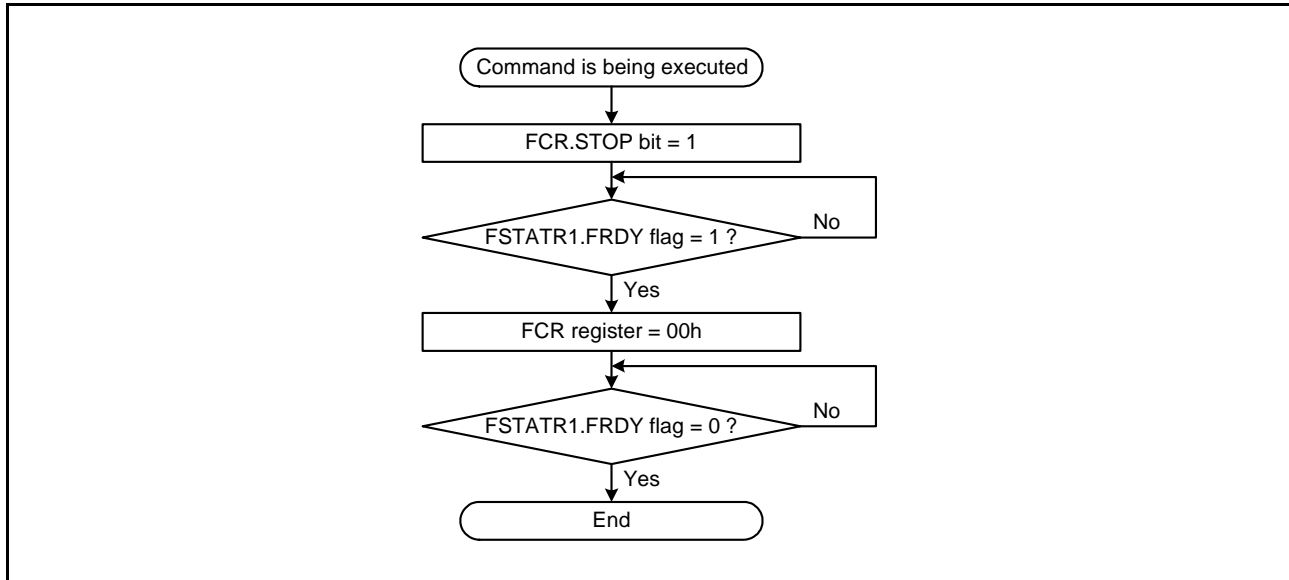 Command is being executed
FCR.STOP bit = 1
FSTATR1.FRDY flag = 1 ?
No
Yes
FCR register = 00h
FSTATR1.FRDY flag = 0 ?
No
Yes
End